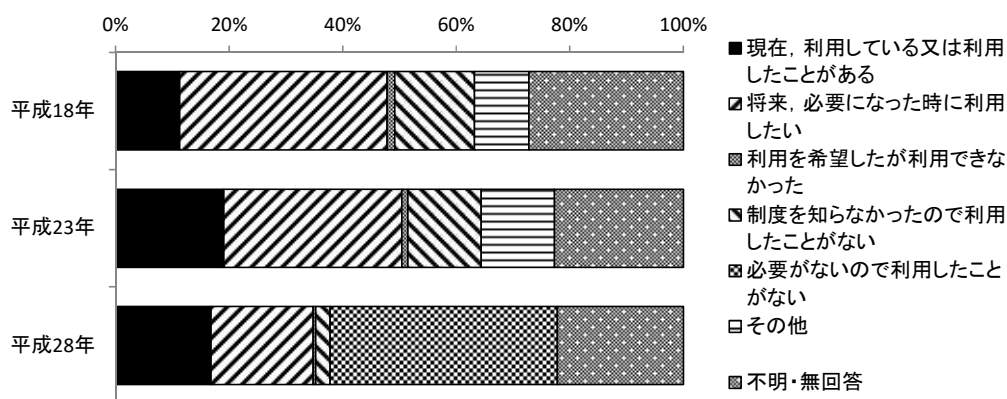 0% 20% 40% 60% 80% 100%
平成18年
平成23年
平成28年
現在，利用している又は利用
したことがある
将来，必要になった時に利用
したい
利用を希望したが利用できな
かった
制度を知らなかったので利用
したことがない
必要がないので利用したこと
がない
その他
不明・無回答